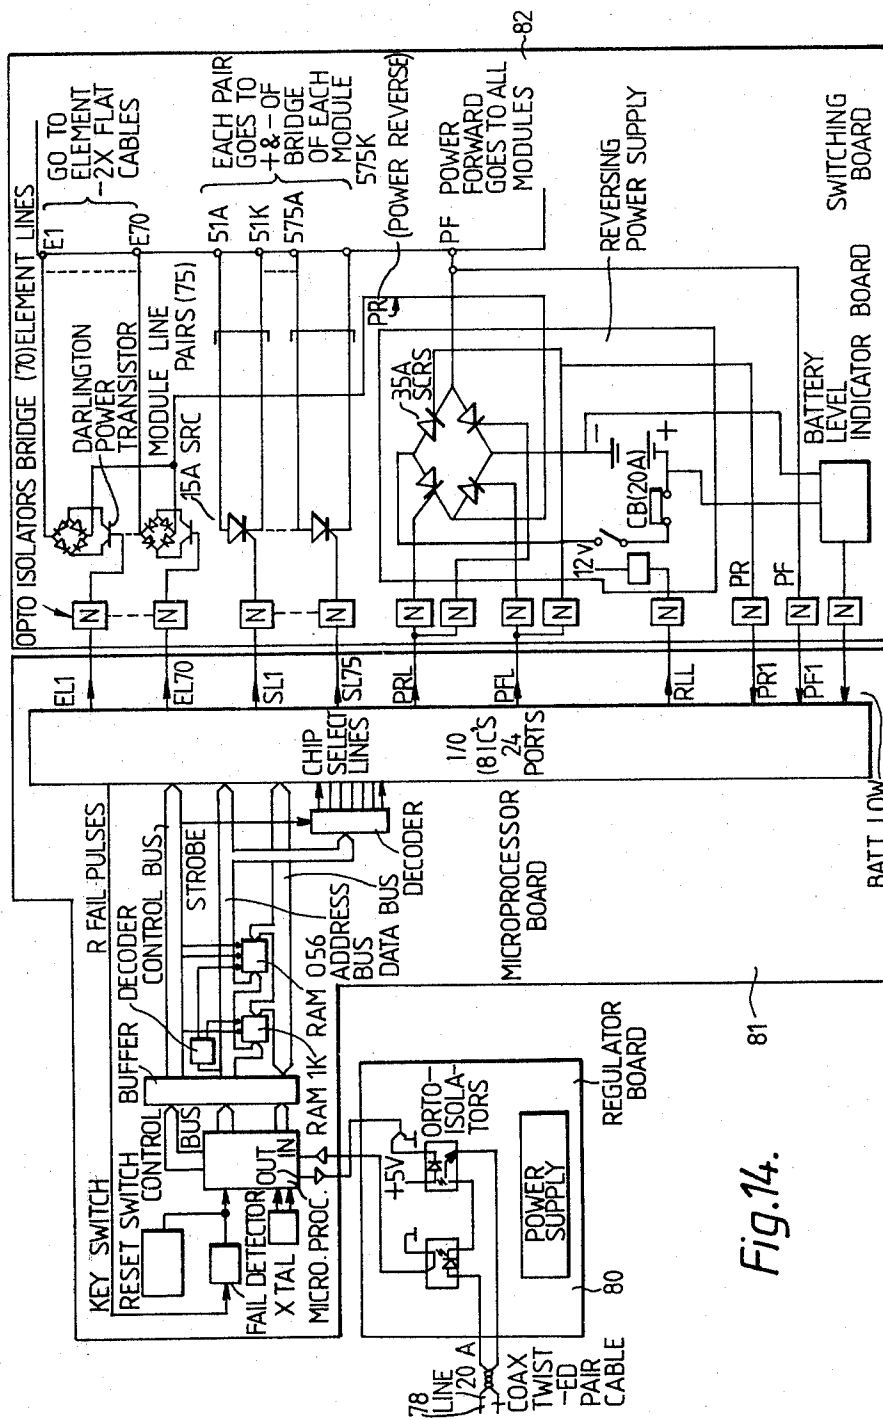 KEY SWITCH
RESET SWITCH
CONTROL
BUS
BUFFER
DECODER
CONTROL BUS
R FAIL-PULSES
STROBE
FAIL DETECTOR
X TAL
MICRO. PROC.
OUT
IN
RAM 1K
RAM 056
ADDRESS
BUS
DATA BUS
DECODER
CHIP
SELECT
LINES
I/O
(81C'S
24
PORTS
MICROPROCESSOR
BOARD
81
BATT LOW
78
LINE
20 A
COAX
TWIST
-ED
PAIR
CABLE
+5V
ORTO-
ISOLA-
TORS
POWER
SUPPLY
REGULATOR
BOARD
80
EL1
EL70
SL1
SL75
PRL
PFL
RLL
PR1
PF1
OPTO ISOLATORS
BRIDGE
(70)ELEMENT LINES
N
N
N
N
N
N
N
N
N
N
N
N
DARLINGTON
POWER
TRANSISTOR
MODULE LINE
PAIRS(75)
15A SRC
E1
E70
GO TO
ELEMENT
-2X FLAT
CABLES
51A
51K
575A
EACH PAIR
GOES TO
+&-OF
BRIDGE
OF EACH
MODULE
575K
PR
(POWER REVERSE)
PF
POWER
FORWARD
GOES TO ALL
MODULES
82
35A
SCRS
12v
CB(20A)
-
+
REVERSING
POWER SUPPLY
PR
PF
BATTERY
LEVEL
INDICATOR BOARD
SWITCHING
BOARD
Fig.14.